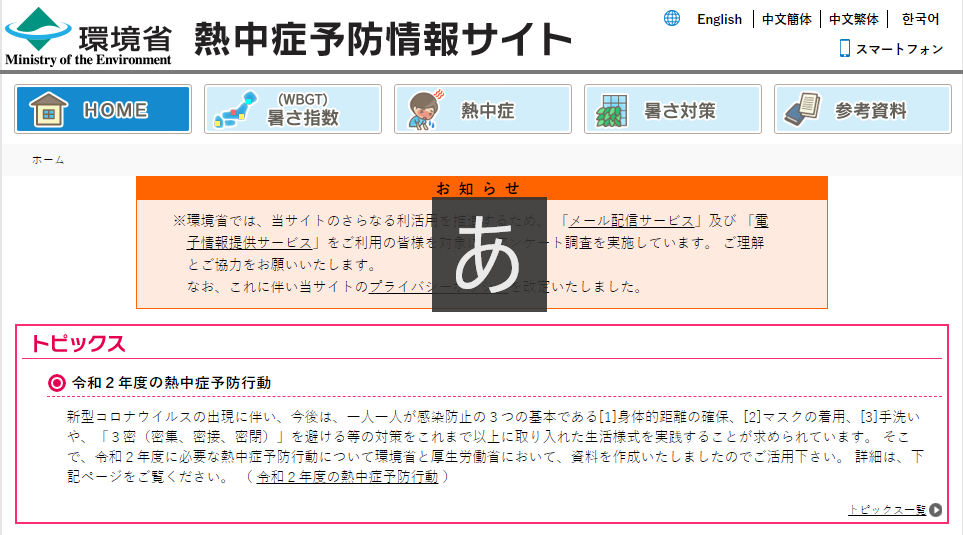 環境省
Ministry of the Environment
熱中症予防情報サイト
English 中文簡体 中文繁体 한국어
スマートフォン
HOME
(WBGT)
暑さ指数
熱中症
暑さ対策
参考資料
ホーム
お知らせ
※環境省では、当サイトのさらなる利活用を推進するため、「メール配信サービス」及び 「電
子情報提供サービス」をご利用の皆様を対象に ンケート調査を実施しています。 ご理解
とご協力をお願いいたします。
なお、これに伴い当サイトのプライバシー を改定いたしました。
あ
トピックス
令和２年度の熱中症予防行動
新型コロナウイルスの出現に伴い、今後は、一人一人が感染防止の３つの基本である[1]身体的距離の確保、[2]マスクの着用、[3]手洗い
や、「３密（密集、密接、密閉）」を避ける等の対策をこれまで以上に取り入れた生活様式を実践することが求められています。 そこ
で、令和２年度に必要な熱中症予防行動について環境省と厚生労働省において、資料を作成いたしましたのでご活用下さい。 詳細は、下
記ページをご覧ください。 （ 令和２年度の熱中症予防行動 ）
トピックス一覧